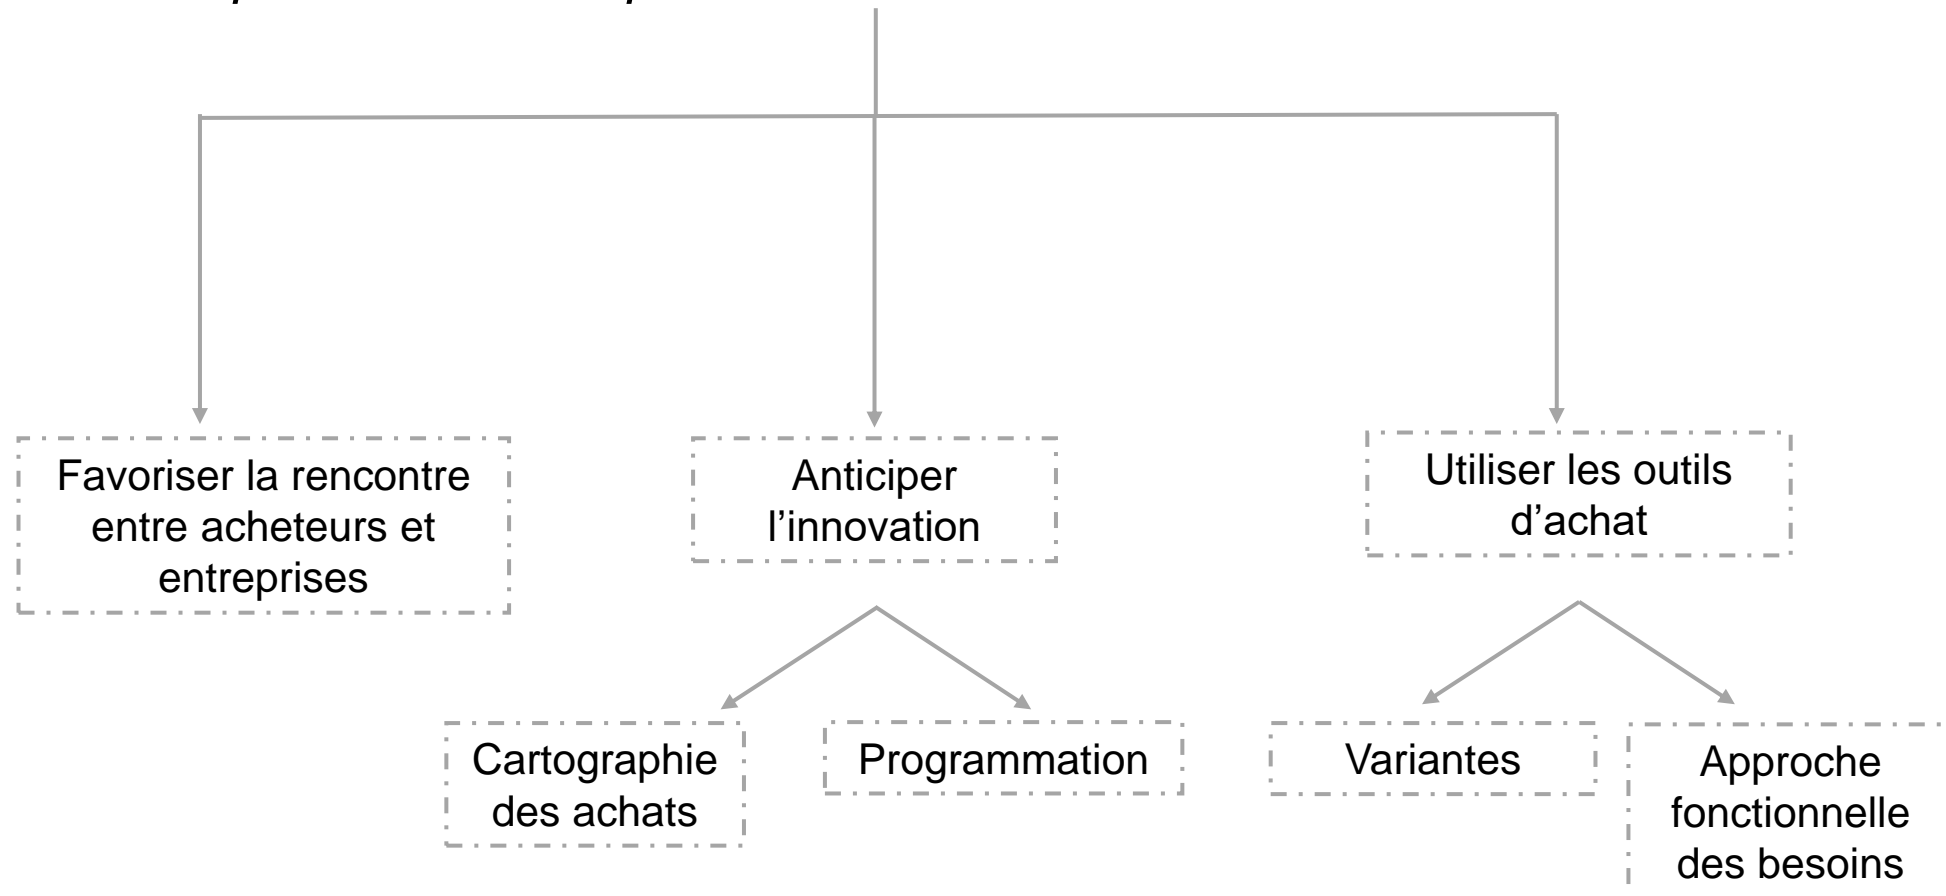 Favoriser la rencontre
entre acheteurs et
entreprises
Anticiper
l’innovation
Utiliser les outils
d’achat
Cartographie
des achats
Programmation
Variantes
Approche
fonctionnelle
des besoins